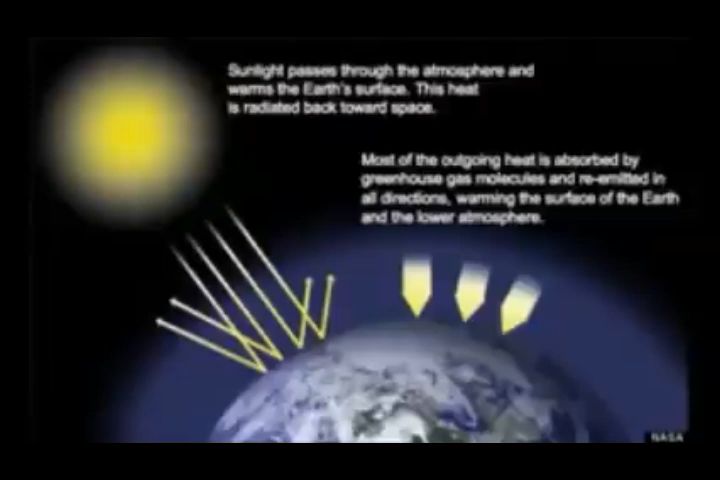 Sunlight passes through the atmosphere and
warms the Earth's surface. This heat
is radiated back toward space.
Most of the outgoing heat is absorbed by
greenhouse gas molecules and re-emitted in
all directions, warming the surface of the Earth
and the lower atmosphere.
NASA